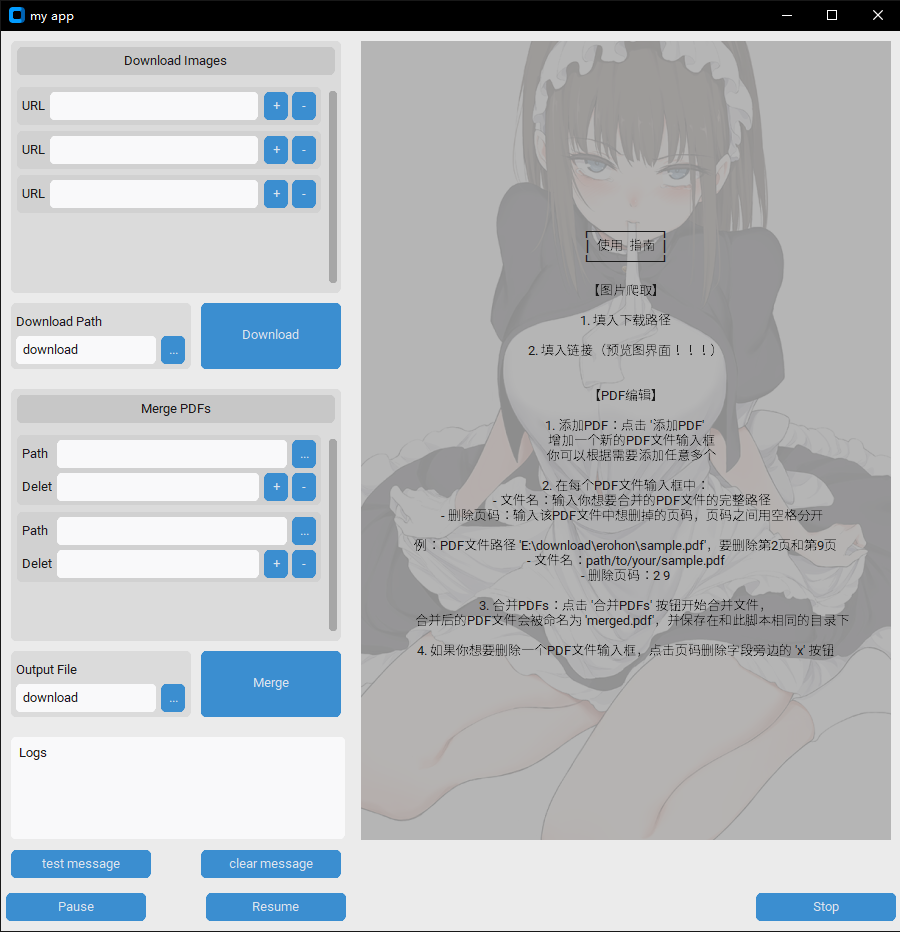 my app
Download Images
URL + -
URL + -
URL + -
Download Path
download ...
Download
Merge PDFs
Path ...
Delet + -
Path ...
Delet + -
Output File
download ...
Merge
Logs
test message
clear message
Pause
Resume
Stop
使用 指南
【图片爬取】
1. 填入下载路径
2. 填入链接（预览图界面！！！）
【PDF编辑】
1. 添加PDF：点击 '添加PDF'
增加一个新的PDF文件输入框
你可以根据需要添加任意多个
2. 在每个PDF文件输入框中：
- 文件名：输入你想要合并的PDF文件的完整路径
- 删除页码：输入该PDF文件中想删掉的页码，页码之间用空格分开
例：PDF文件路径 'E:\download\erohon\sample.pdf'，要删除第2页和第9页
- 文件名：path/to/your/sample.pdf
- 删除页码：2 9
3. 合并PDFs：点击 '合并PDFs' 按钮开始合并文件，
合并后的PDF文件会被命名为 'merged.pdf'，并保存在和此脚本相同的目录下
4. 如果你想要删除一个PDF文件输入框，点击页码删除字段旁边的 'x' 按钮